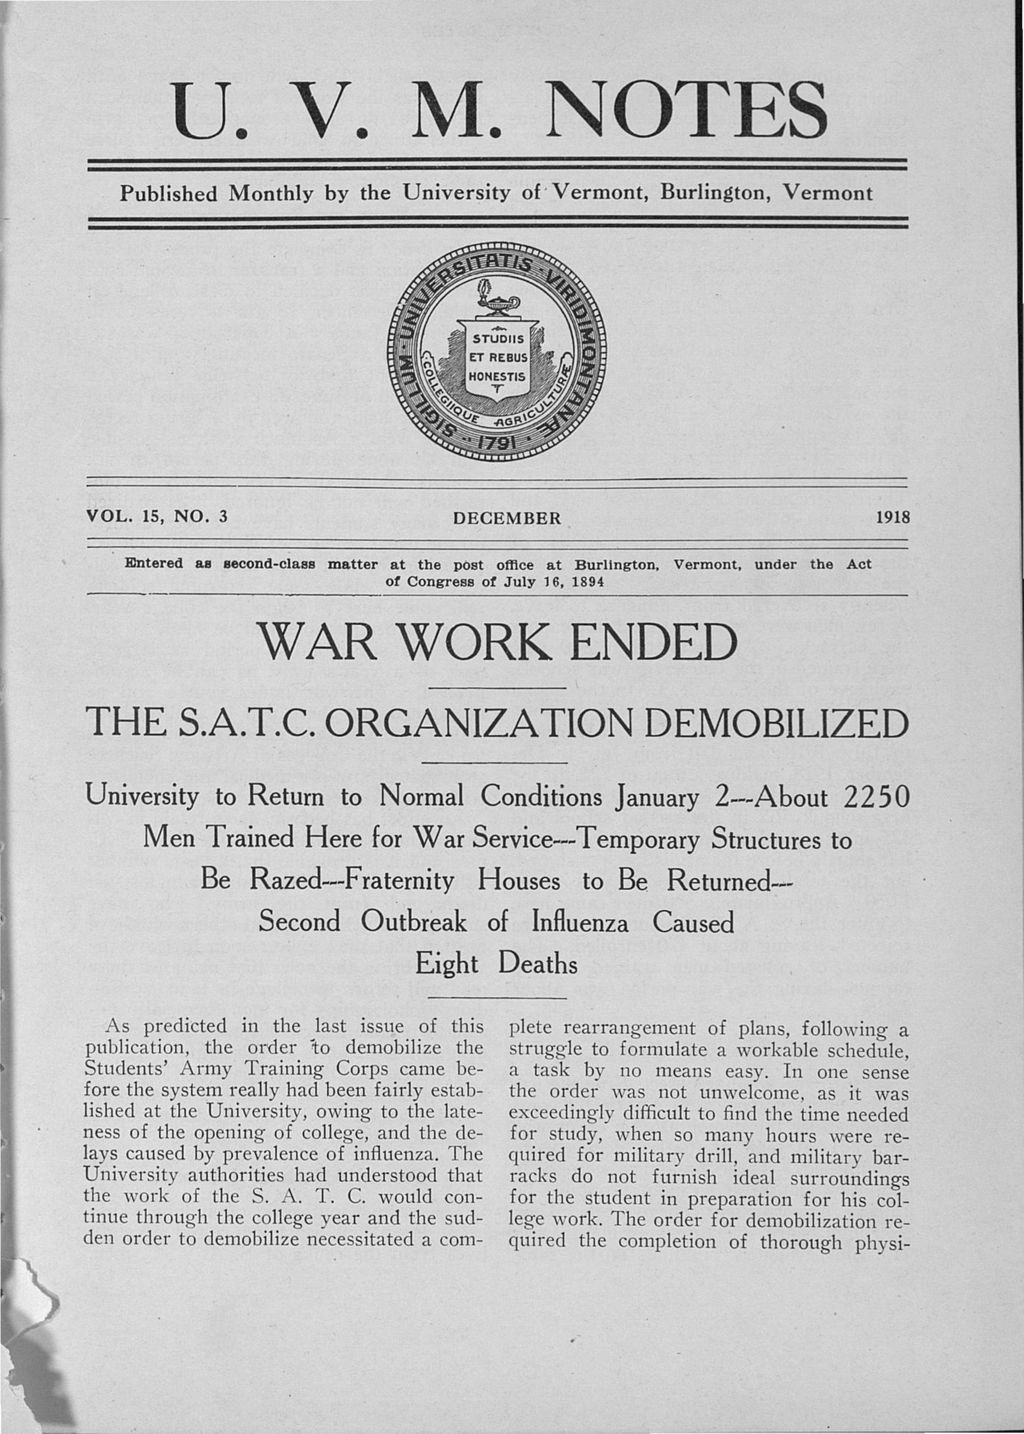 U. V. M. NOTES
Published Monthly by the University of Vermont, Burlington, Vermont
SIGILLUM · UNIVERSITATIS · VIRIDIMONTANÆ ·
COLLEGIIQUE AGRICULTURÆ
STUDIIS
ET REBUS
HONESTIS
1791
VOL. 15, NO. 3 DECEMBER 1918
Entered as second-class matter at the post office at Burlington, Vermont, under the Act
of Congress of July 16, 1894
WAR WORK ENDED
THE S.A.T.C. ORGANIZATION DEMOBILIZED
University to Return to Normal Conditions January 2—About 2250
Men Trained Here for War Service—Temporary Structures to
Be Razed—Fraternity Houses to Be Returned—
Second Outbreak of Influenza Caused
Eight Deaths
As predicted in the last issue of this
publication, the order to demobilize the
Students' Army Training Corps came be-
fore the system really had been fairly estab-
lished at the University, owing to the late-
ness of the opening of college, and the de-
lays caused by prevalence of influenza. The
University authorities had understood that
the work of the S. A. T. C. would con-
tinue through the college year and the sud-
den order to demobilize necessitated a com-
plete rearrangement of plans, following a
struggle to formulate a workable schedule,
a task by no means easy. In one sense
the order was not unwelcome, as it was
exceedingly difficult to find the time needed
for study, when so many hours were re-
quired for military drill, and military bar-
racks do not furnish ideal surroundings
for the student in preparation for his col-
lege work. The order for demobilization re-
quired the completion of thorough physi-